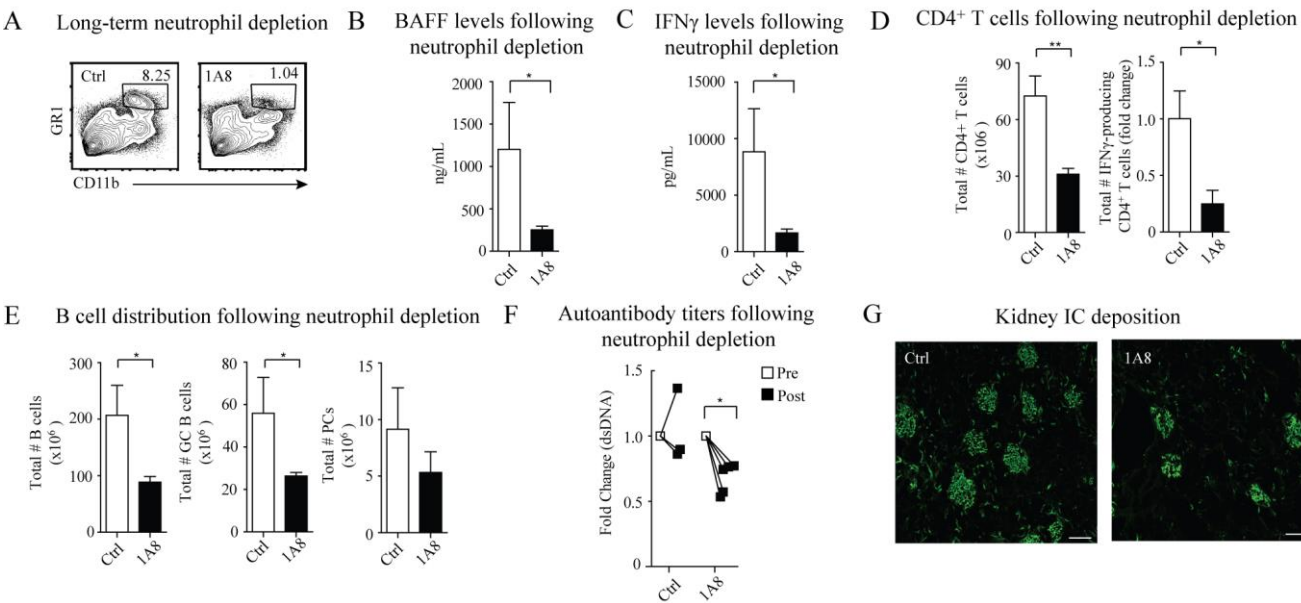 A
Long-term neutrophil depletion
Ctrl
8.25
1A8
1.04
GR1
CD11b
B
BAFF levels following
neutrophil depletion
2000
1500
1000
500
0
ng/mL
*
Ctrl
1A8
C
IFNγ levels following
neutrophil depletion
15000
10000
5000
0
pg/mL
*
Ctrl
1A8
D
CD4+ T cells following neutrophil depletion
Total # CD4+ T cells
(x106 )
90
60
30
0
**
Ctrl
1A8
Total # IFNγ-producing
CD4+ T cells (fold change)
1.5
1.0
0.5
0
*
Ctrl
1A8
E
B cell distribution following neutrophil depletion
Total # B cells
(x10⁶)
300
200
100
0
*
Ctrl
1A8
Total # GC B cells
(x10⁶)
80
60
40
20
0
*
Ctrl
1A8
Total # PCs
(x10⁶)
15
10
5
0
Ctrl
1A8
F
Autoantibody titers following
neutrophil depletion
Fold Change (dsDNA)
1.5
1.0
0.5
0
Pre
Post
*
Ctrl
1A8
G
Kidney IC deposition
Ctrl
1A8